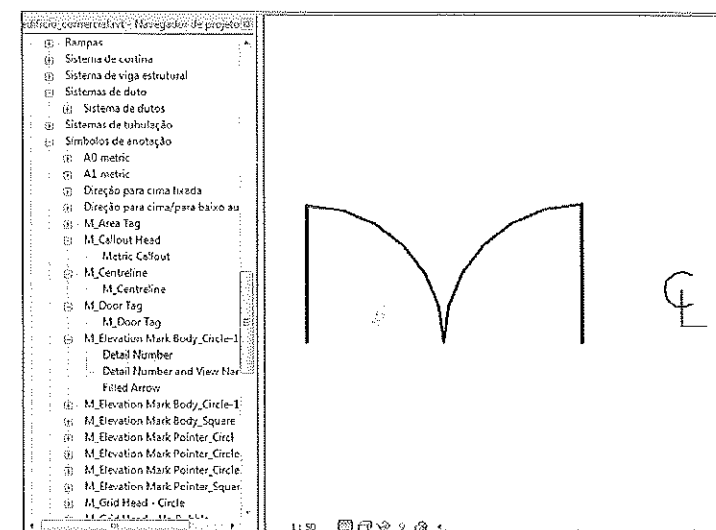 edificio_comercial.rvt - Navegador de projeto
Rampas
Sistema de cortina
Sistema de viga estrutural
Sistemas de duto
Sistema de dutos
Sistemas de tubulação
Símbolos de anotação
A0 metric
A1 metric
Direção para cima fixada
Direção para cima/para baixo au
M_Area Tag
M_Callout Head
Metric Callout
M_Centreline
M_Centreline
M_Door Tag
M_Door Tag
M_Elevation Mark Body_Circle-1
Detail Number
Detail Number and View Nar
Filled Arrow
M_Elevation Mark Body_Circle-1
M_Elevation Mark Body_Square
M_Elevation Mark Pointer_Circl
M_Elevation Mark Pointer_Circle
M_Elevation Mark Pointer_Circle
M_Elevation Mark Pointer_Squar
M_Grid Head - Circle
CL
1:50